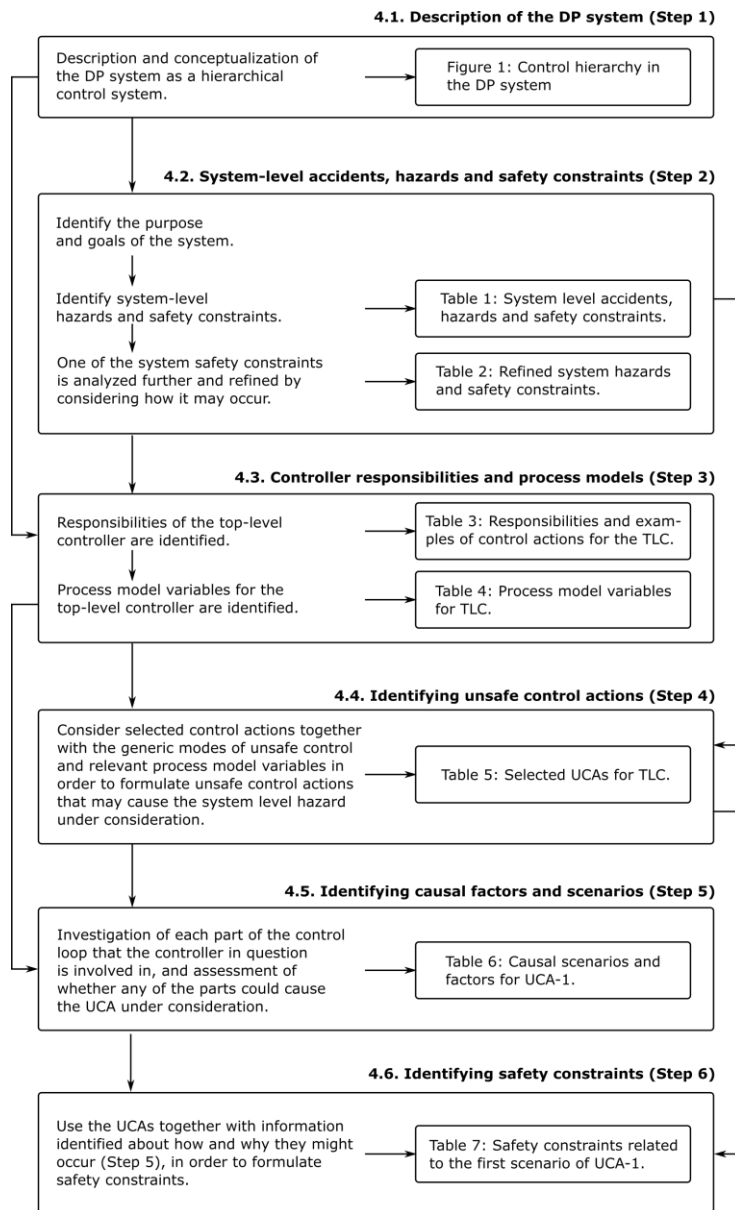 4.1. Description of the DP system (Step 1)
Description and conceptualization of
the DP system as a hierarchical
control system.
Figure 1: Control hierarchy in
the DP system
4.2. System-level accidents, hazards and safety constraints (Step 2)
Identify the purpose
and goals of the system.
Identify system-level
hazards and safety constraints.
Table 1: System level accidents,
hazards and safety constraints.
One of the system safety constraints
is analyzed further and refined by
considering how it may occur.
Table 2: Refined system hazards
and safety constraints.
4.3. Controller responsibilities and process models (Step 3)
Responsibilities of the top-level
controller are identified.
Table 3: Responsibilities and exam-
ples of control actions for the TLC.
Process model variables for the
top-level controller are identified.
Table 4: Process model variables
for TLC.
4.4. Identifying unsafe control actions (Step 4)
Consider selected control actions together
with the generic modes of unsafe control
and relevant process model variables in
order to formulate unsafe control actions
that may cause the system level hazard
under consideration.
Table 5: Selected UCAs for TLC.
4.5. Identifying causal factors and scenarios (Step 5)
Investigation of each part of the control
loop that the controller in question
is involved in, and assessment of
whether any of the parts could cause
the UCA under consideration.
Table 6: Causal scenarios and
factors for UCA-1.
4.6. Identifying safety constraints (Step 6)
Use the UCAs together with information
identified about how and why they might
occur (Step 5), in order to formulate
safety constraints.
Table 7: Safety constraints related
to the first scenario of UCA-1.